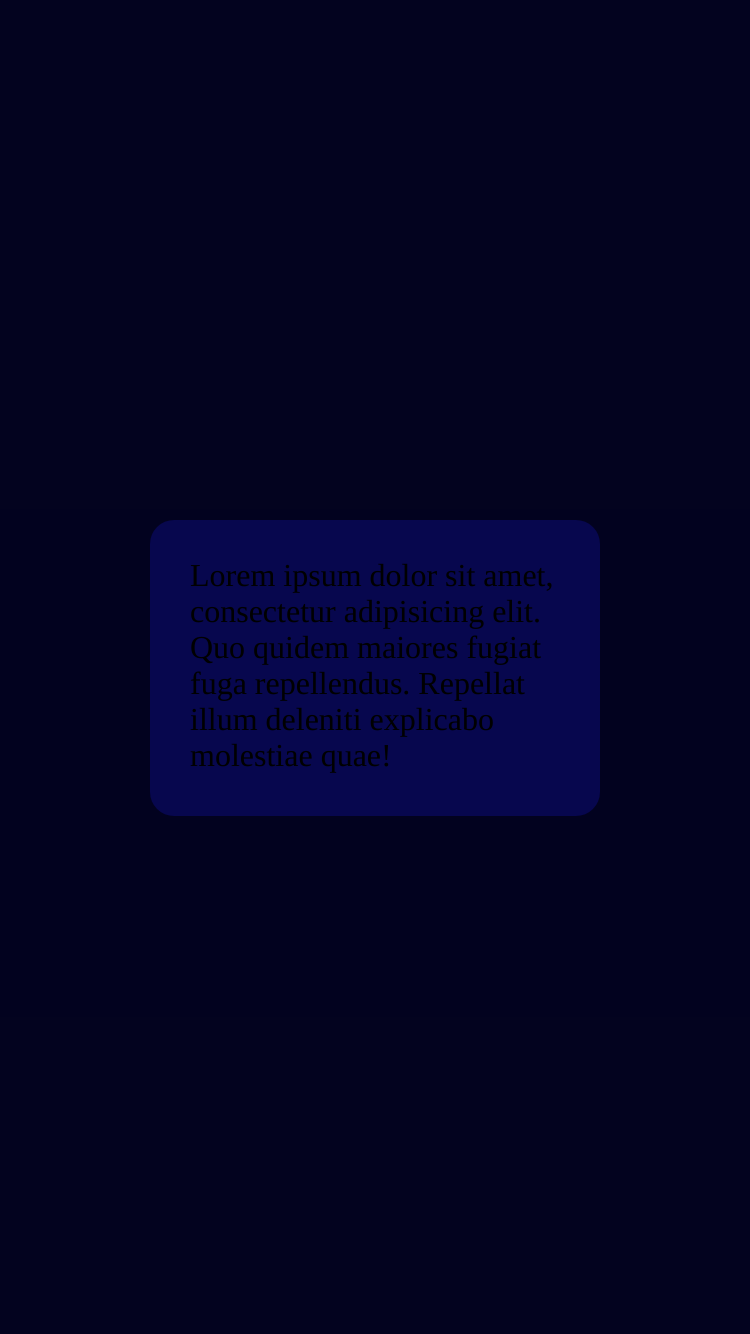 Lorem ipsum dolor sit amet,
consectetur adipisicing elit.
Quo quidem maiores fugiat
fuga repellendus. Repellat
illum deleniti explicabo
molestiae quae!